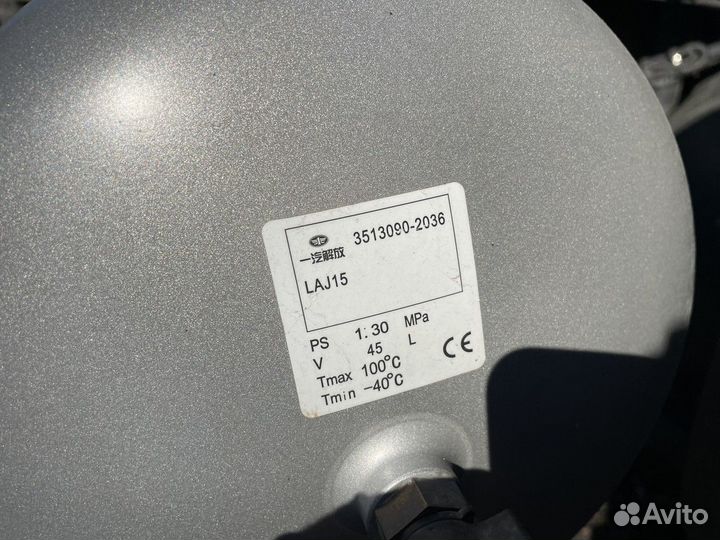 3513090-2036
一汽解放
LAJ15
PS 1:30 MPa
V 45 L
Tmax 100℃
Tmin -40℃
CE
Avito